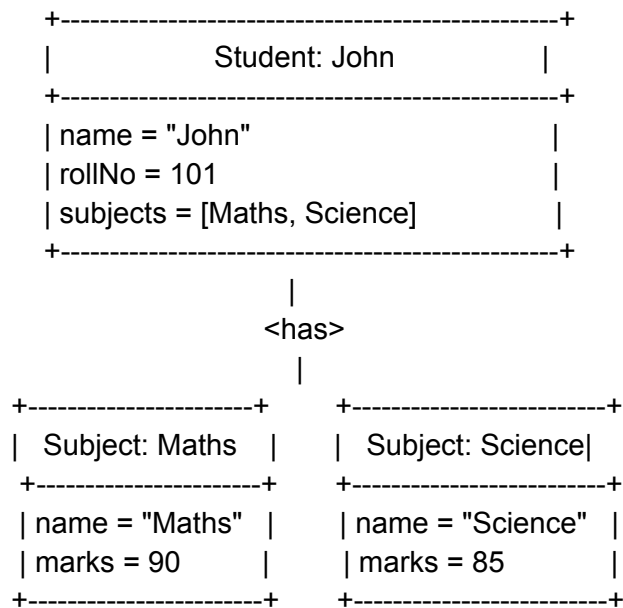 +---------------------------------------------------+
| Student: John |
+---------------------------------------------------+
| name = "John" |
| rollNo = 101 |
| subjects = [Maths, Science] |
+---------------------------------------------------+
|
<has>
|
+-----------------------+ +--------------------------+
| Subject: Maths | | Subject: Science|
+-----------------------+ +--------------------------+
| name = "Maths" | | name = "Science" |
| marks = 90 | | marks = 85 |
+------------------------+ +--------------------------+